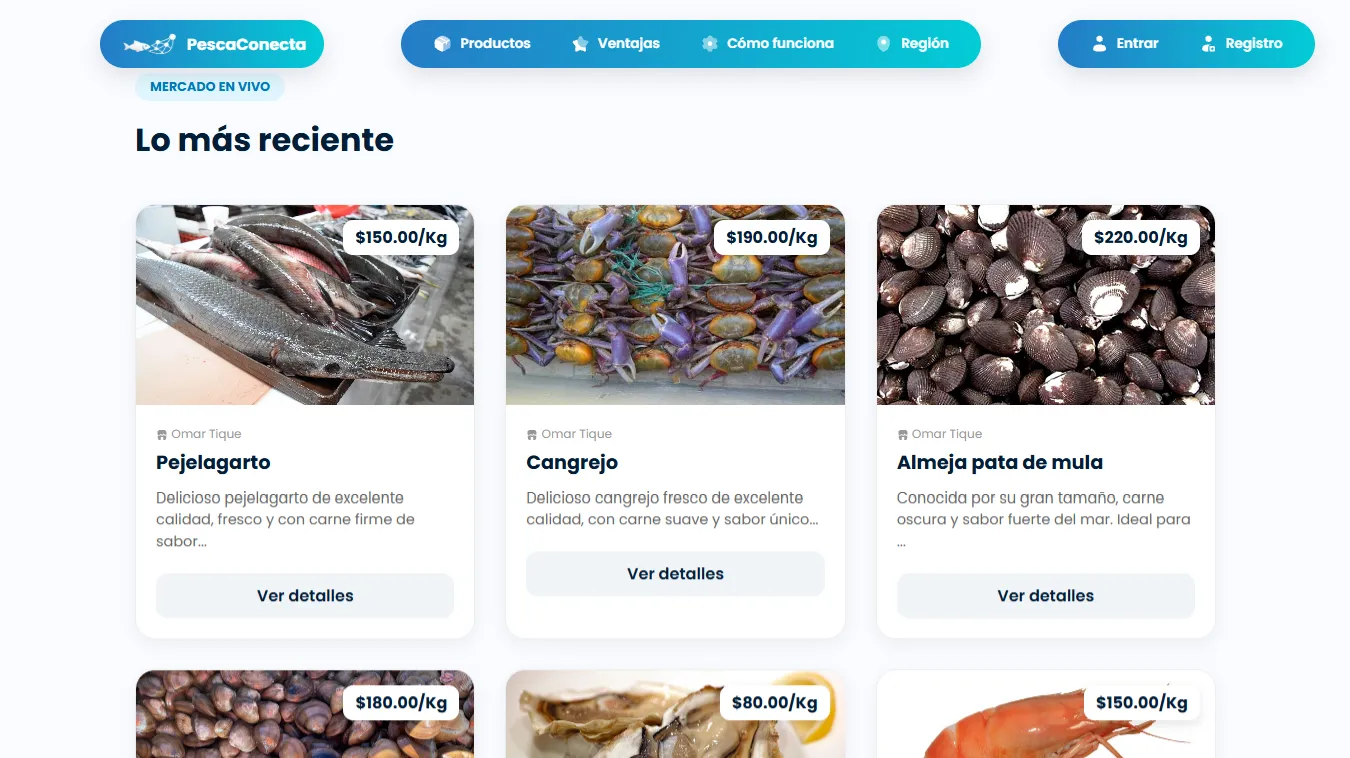 PescaConecta
Productos
Ventajas
Cómo funciona
Región
Entrar
Registro
MERCADO EN VIVO
Lo más reciente
$150.00/Kg
Omar Tique
Pejelagarto
Delicioso pejelagarto de excelente
calidad, fresco y con carne firme de
sabor...
Ver detalles
$190.00/Kg
Omar Tique
Cangrejo
Delicioso cangrejo fresco de excelente
calidad, con carne suave y sabor único...
Ver detalles
$220.00/Kg
Omar Tique
Almeja pata de mula
Conocida por su gran tamaño, carne
oscura y sabor fuerte del mar. Ideal para
...
Ver detalles
$180.00/Kg
$80.00/Kg
$150.00/Kg